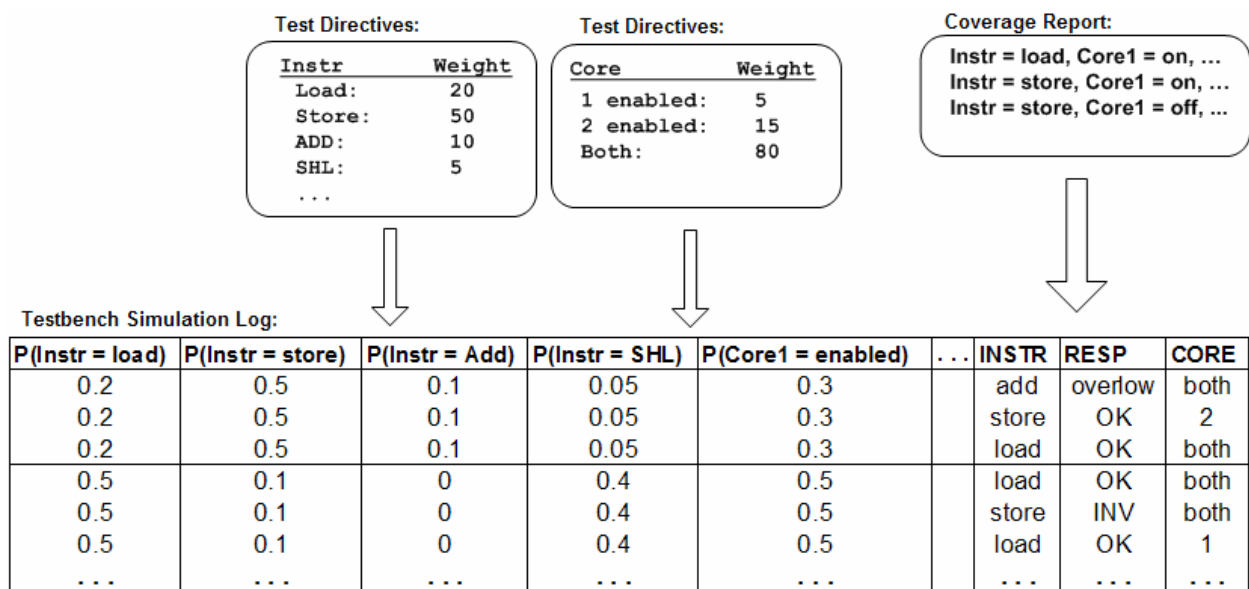 Test Directives:
Instr Weight
Load: 20
Store: 50
ADD: 10
SHL: 5
...
Test Directives:
Core Weight
1 enabled: 5
2 enabled: 15
Both: 80
Coverage Report:
Instr = load, Core1 = on, ...
Instr = store, Core1 = on, ...
Instr = store, Core1 = off, ...
Testbench Simulation Log:
P(Instr = load) P(Instr = store) P(Instr = Add) P(Instr = SHL) P(Core1 = enabled) ... INSTR RESP CORE
0.2 0.5 0.1 0.05 0.3 add overlow both
0.2 0.5 0.1 0.05 0.3 store OK 2
0.2 0.5 0.1 0.05 0.3 load OK both
0.5 0.1 0 0.4 0.5 load OK both
0.5 0.1 0 0.4 0.5 store INV both
0.5 0.1 0 0.4 0.5 load OK 1
... ... ... ... ... ... ... ...